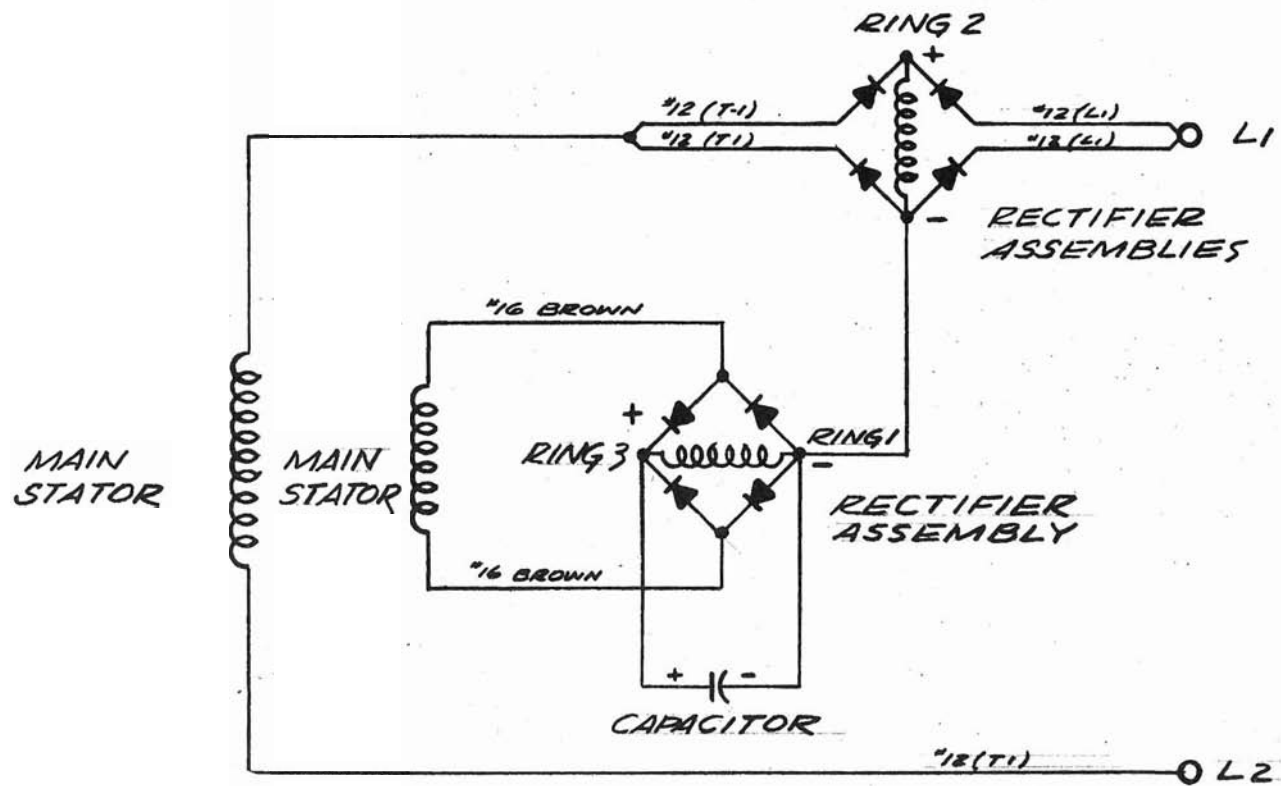 RING 2
+
#12 (T-1)
#12 (L1)
#12 (T1)
#12 (L1)
L1
-
RECTIFIER
ASSEMBLIES
#16 BROWN
+
RING 3
RING 1
-
MAIN
STATOR
MAIN
STATOR
RECTIFIER
ASSEMBLY
#16 BROWN
+
-
CAPACITOR
#12 (T1)
L2